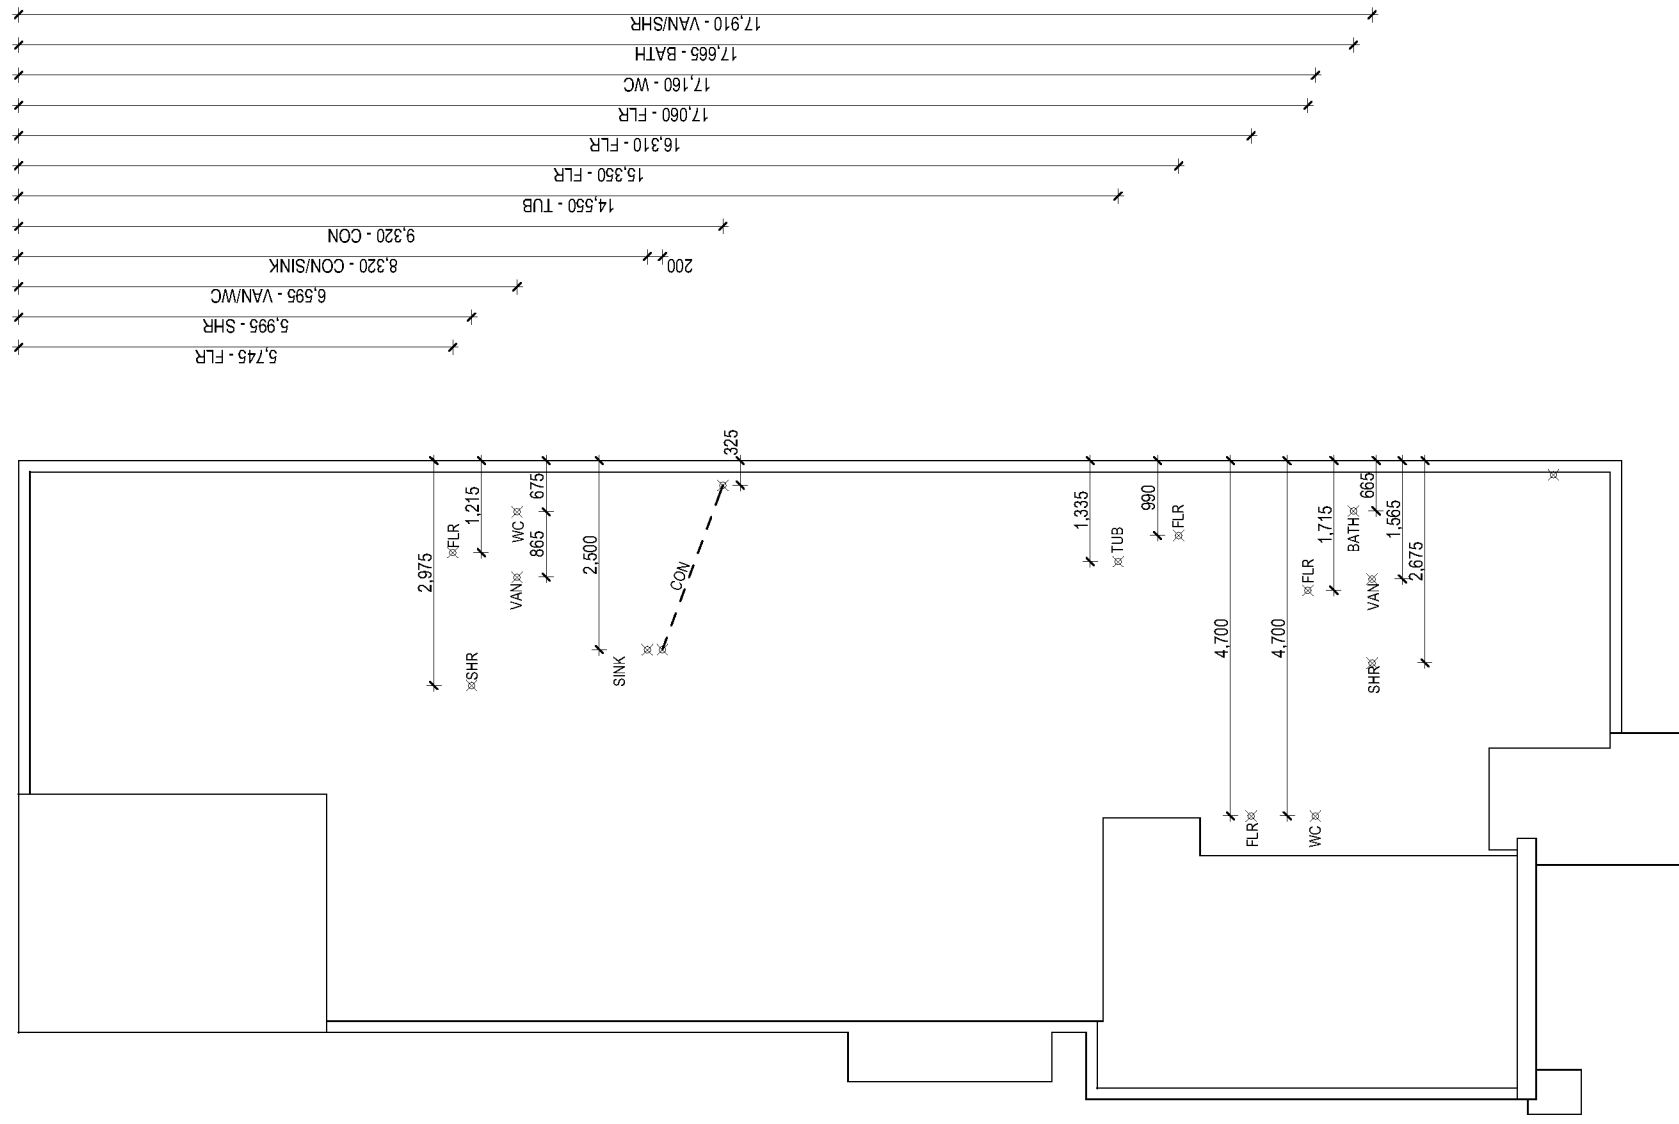 17,910 - VAN/SHR
17,665 - BATH
17,160 - WC
17,060 - FLR
16,310 - FLR
15,350 - FLR
14,550 - TUB
9,320 - CON
8,320 - CON/SINK
200
6,595 - VAN/WC
5,995 - SHR
5,745 - FLR
325
2,975
FLR
1,215
WC
675
VAN
865
2,500
SHR
SINK
CON
1,335
TUB
990
FLR
4,700
4,700
FLR
1,715
BATH
665
1,565
VAN
2,675
SHR
FLR
WC